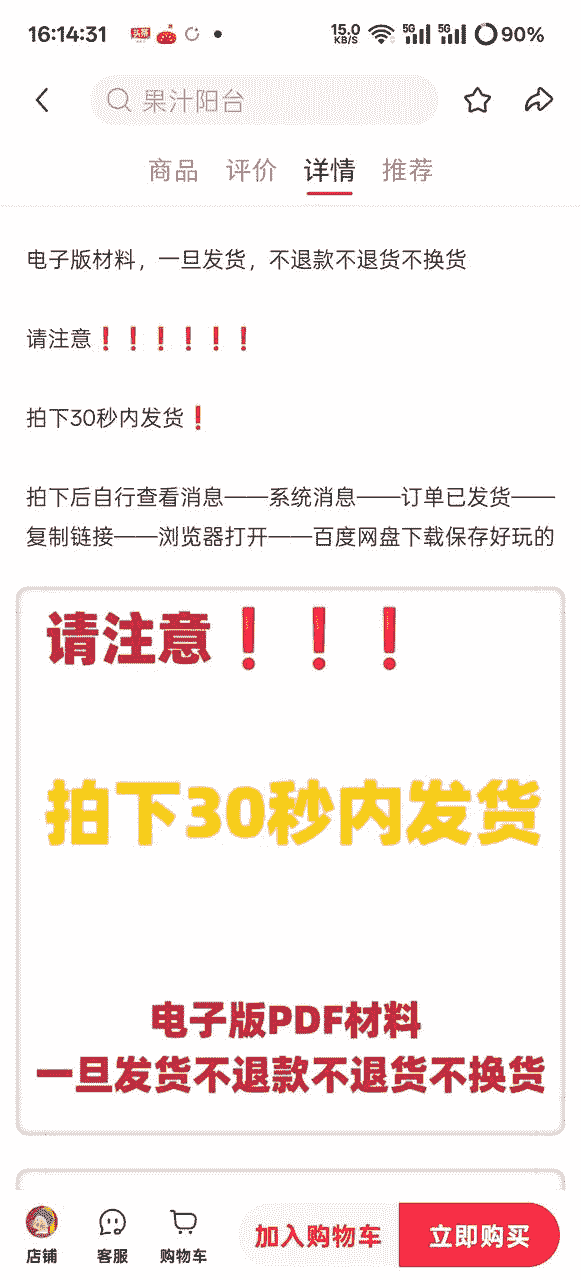 16:14:31
头条
15.0
KB/S
5G
5G
90%
果汁阳台
商品 评价 详情 推荐
电子版材料，一旦发货，不退款不退货不换货
请注意❗❗❗❗❗❗
拍下30秒内发货❗
拍下后自行查看消息——系统消息——订单已发货——
复制链接——浏览器打开——百度网盘下载保存好玩的
请注意❗❗❗
拍下30秒内发货
电子版PDF材料
一旦发货不退款不退货不换货
店铺 客服 购物车 加入购物车 立即购买